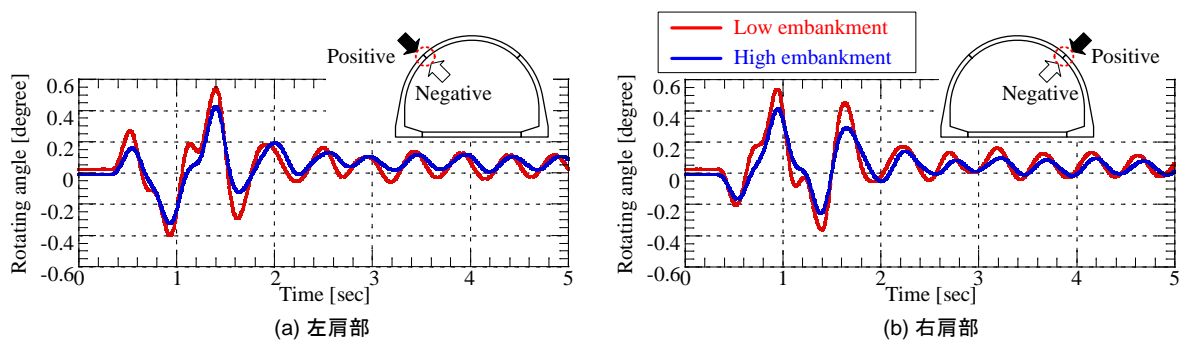 Low embankment
High embankment
Positive
Negative
Rotating angle [degree]
0.6
0.4
0.2
0
-0.2
-0.4
-0.6
0 1 2 3 4 5
Time [sec]
(a) 左肩部
Positive
Negative
Rotating angle [degree]
0.6
0.4
0.2
0
-0.2
-0.4
-0.6
0 1 2 3 4 5
Time [sec]
(b) 右肩部